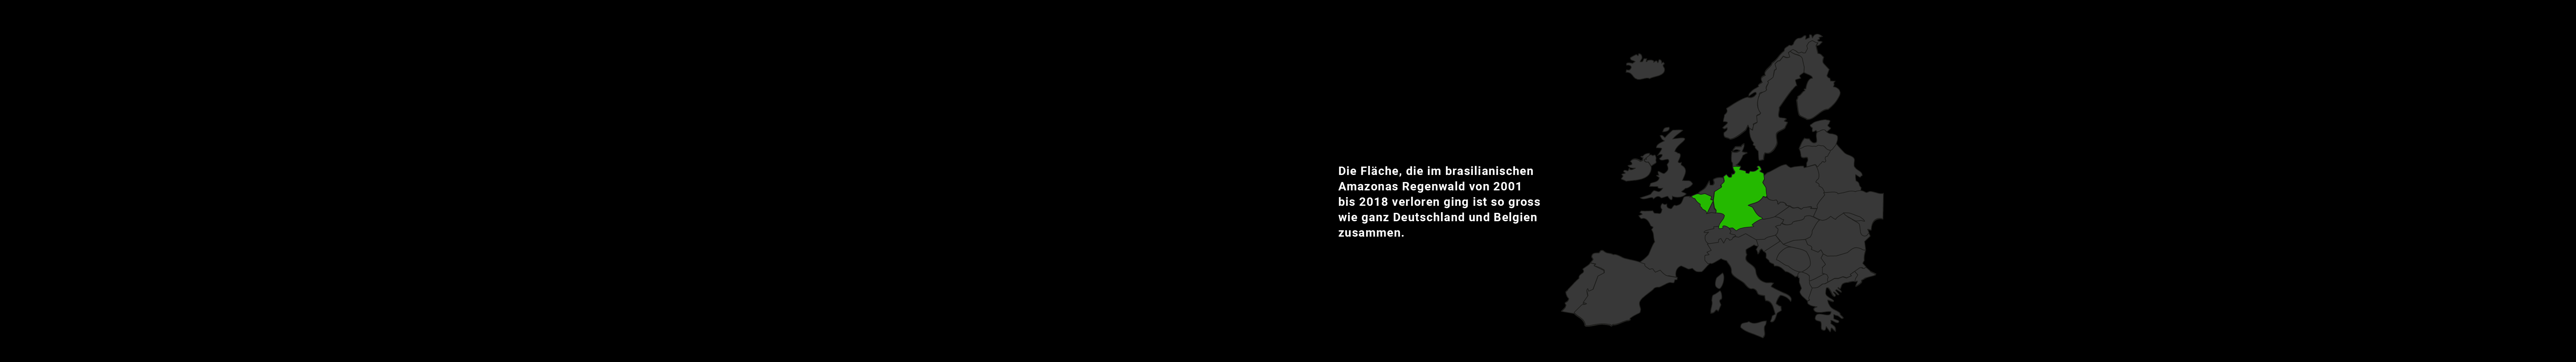 Die Fläche, die im brasilianischen
Amazonas Regenwald von 2001
bis 2018 verloren ging ist so gross
wie ganz Deutschland und Belgien
zusammen.